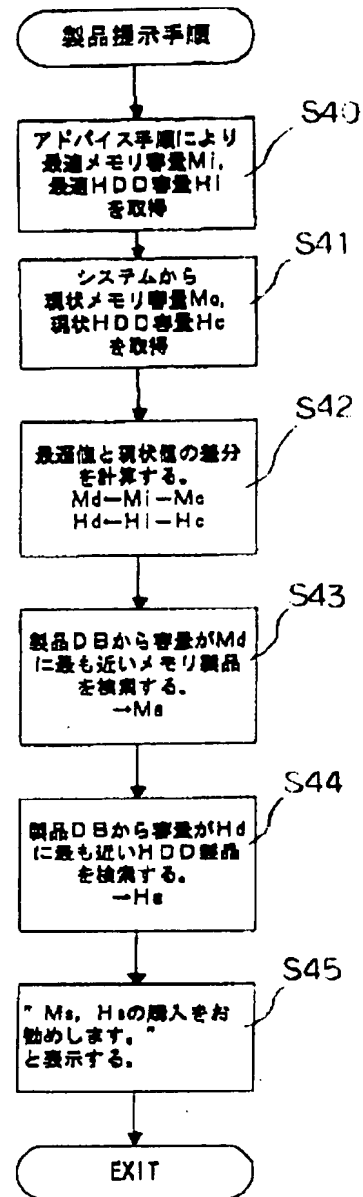 製品提示手順
S40
アドバイス手順により
最適メモリ容量Mi,
最適HDD容量Hi
を取得
S41
システムから
現状メモリ容量Mc,
現状HDD容量Hc
を取得
S42
最適値と現状値の差分
を計算する。
Md←Mi−Mc
Hd←Hi−Hc
S43
製品DBから容量がMd
に最も近いメモリ製品
を検索する。
→Ms
S44
製品DBから容量がHd
に最も近いHDD製品
を検索する。
→Hs
S45
" Ms, Hsの購入をお
勧めします。"
と表示する。
EXIT